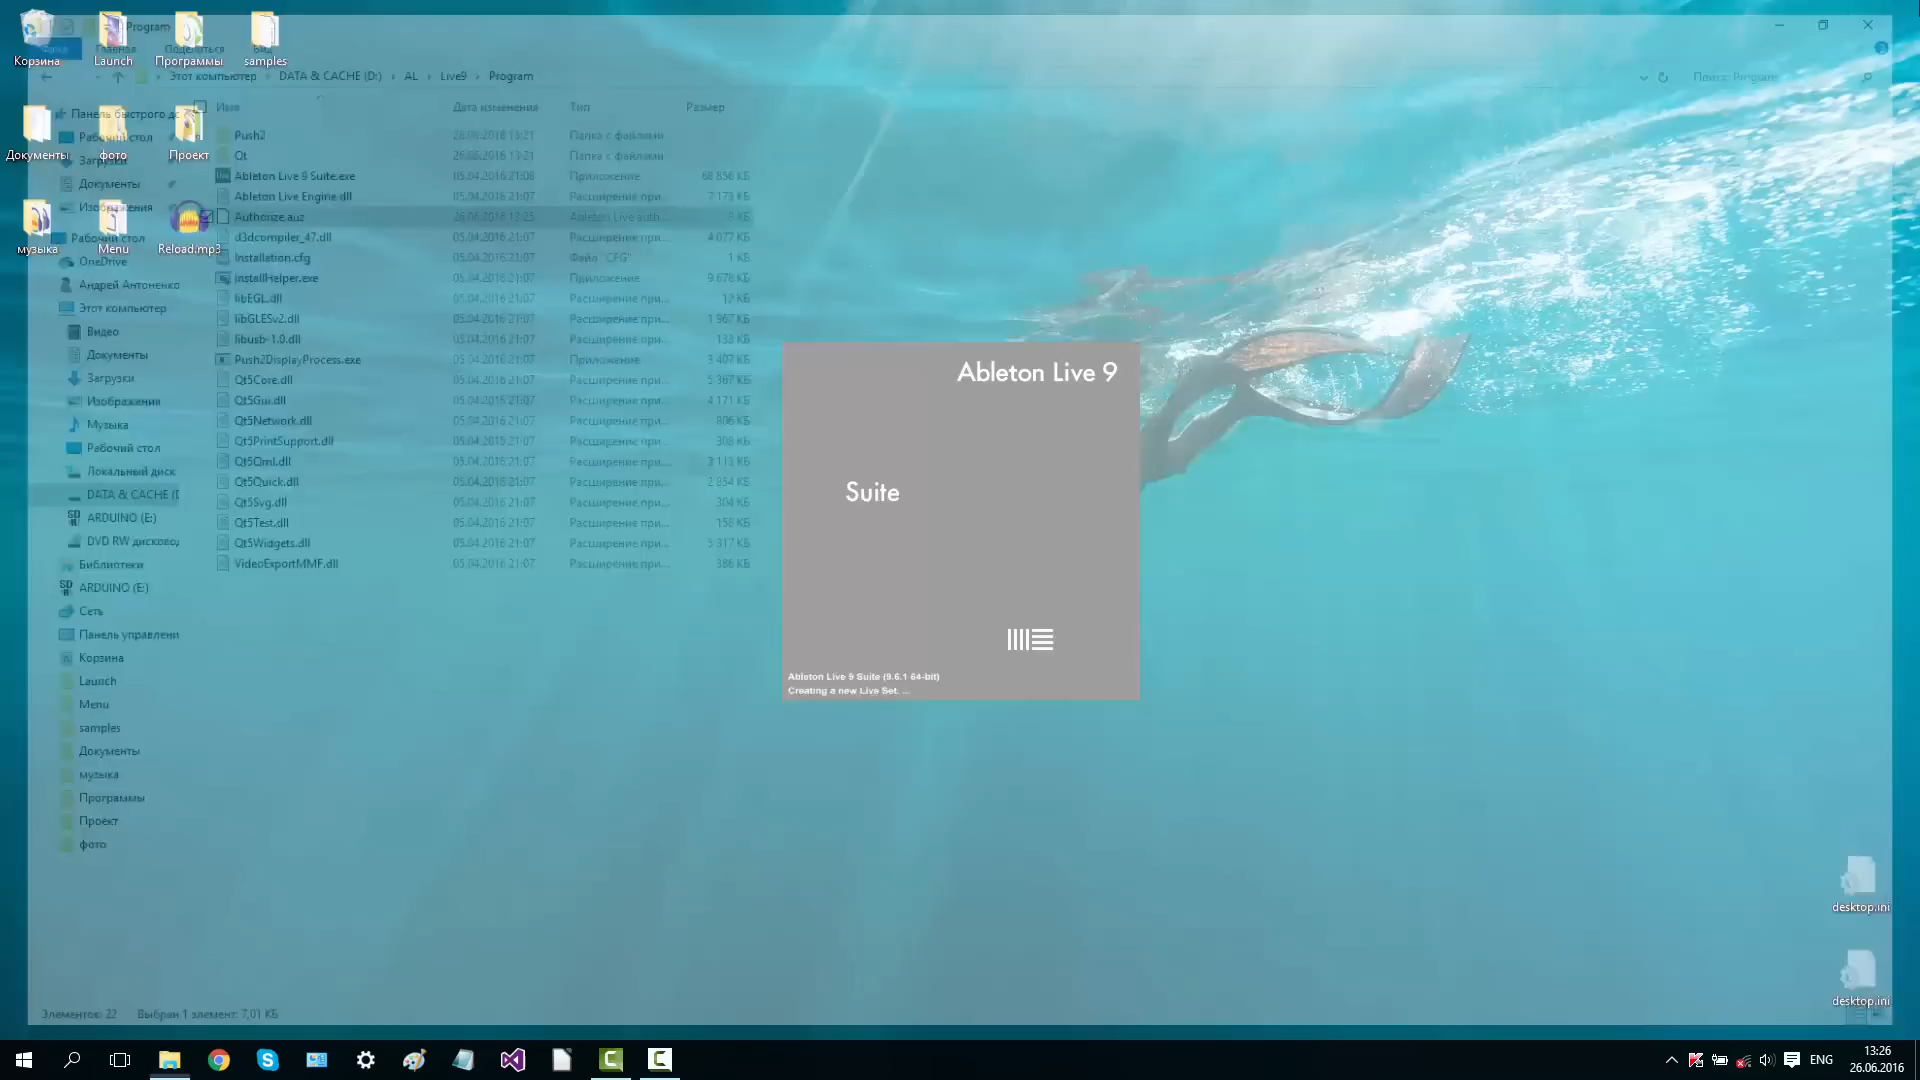 Корзина
Launch
Программы
samples
Документы
фото
Проект
музыка
Menu
Reload.mp3
Program
Главная
Поделиться
Вид
Этот компьютер
DATA & CACHE (D:)
AL
Live9
Program
Поиск: Program
Имя
Дата изменения
Тип
Размер
Push2 26.06.2016 13:21 Папка с файлами
Qt 26.06.2016 13:21 Папка с файлами
Ableton Live 9 Suite.exe 05.04.2016 21:08 Приложение 68 856 КБ
Ableton Live Engine.dll 05.04.2016 21:07 Расширение при... 7 173 КБ
Authorize.auz 26.06.2016 13:25 Ableton Live auth... 8 КБ
d3dcompiler_47.dll 05.04.2016 21:07 Расширение при... 4 077 КБ
Installation.cfg 05.04.2016 21:07 Файл "CFG" 1 КБ
InstallHelper.exe 05.04.2016 21:07 Приложение 9 678 КБ
libEGL.dll 05.04.2016 21:07 Расширение при... 12 КБ
libGLESv2.dll 05.04.2016 21:07 Расширение при... 1 967 КБ
libusb-1.0.dll 05.04.2016 21:07 Расширение при... 138 КБ
Push2DisplayProcess.exe 05.04.2016 21:07 Приложение 3 407 КБ
Qt5Core.dll 05.04.2016 21:07 Расширение при... 5 367 КБ
Qt5Gui.dll 05.04.2016 21:07 Расширение при... 4 171 КБ
Qt5Network.dll 05.04.2016 21:07 Расширение при... 806 КБ
Qt5PrintSupport.dll 05.04.2016 21:07 Расширение при... 308 КБ
Qt5Qml.dll 05.04.2016 21:07 Расширение при... 3 113 КБ
Qt5Quick.dll 05.04.2016 21:07 Расширение при... 2 854 КБ
Qt5Svg.dll 05.04.2016 21:07 Расширение при... 304 КБ
Qt5Test.dll 05.04.2016 21:07 Расширение при... 158 КБ
Qt5Widgets.dll 05.04.2016 21:07 Расширение при... 5 317 КБ
VideoExportMMF.dll 05.04.2016 21:07 Расширение при... 386 КБ
Панель быстрого до
Рабочий стол
Загрузки
Документы
Изображения
Рабочий стол
OneDrive
Андрей Антоненко
Этот компьютер
Видео
Документы
Загрузки
Изображения
Музыка
Рабочий стол
Локальный диск
DATA & CACHE (D
ARDUINO (E:)
DVD RW дисковод
Библиотеки
ARDUINO (E:)
Сеть
Панель управлени
Корзина
Launch
Menu
samples
Документы
музыка
Программы
Проект
фото
Элементов: 22
Выбран 1 элемент: 7,01 КБ
Ableton Live 9
Suite
Ableton Live 9 Suite (9.6.1 64-bit)
Creating a new Live Set. ...
desktop.ini
desktop.ini
ENG
13:26
26.06.2016